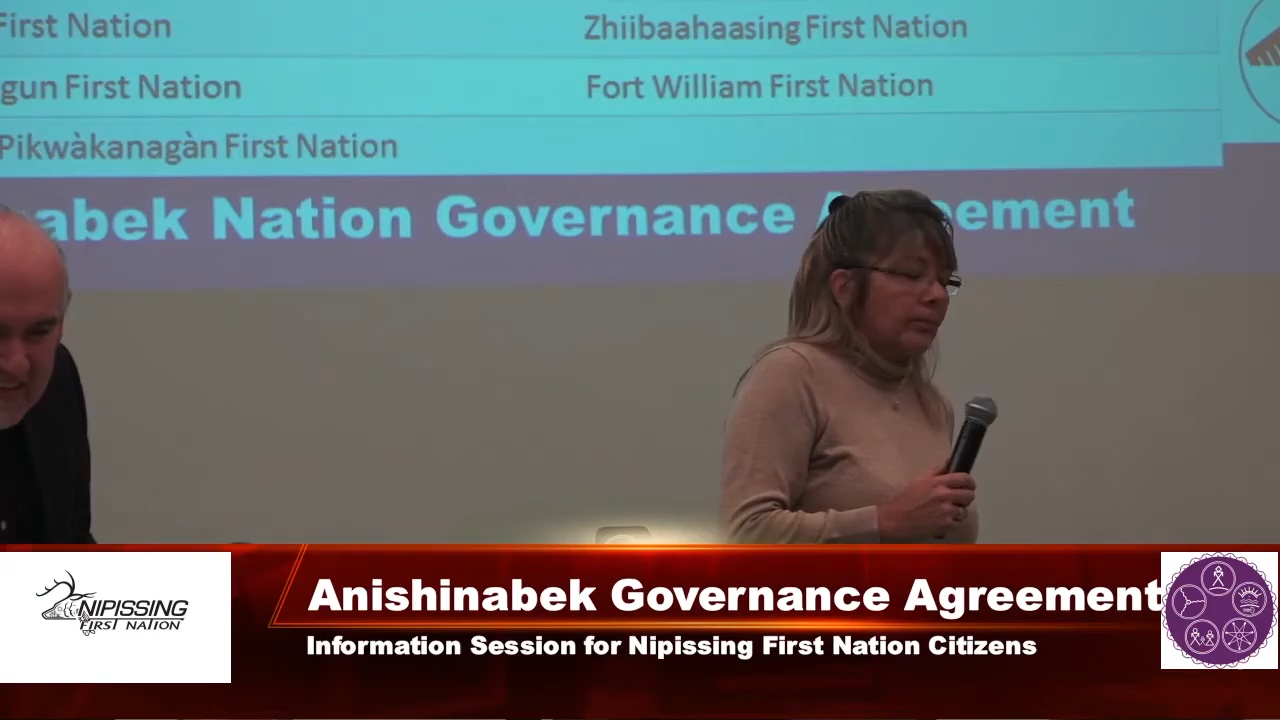 First Nation
Zhiibaahaasing First Nation
gun First Nation
Fort William First Nation
Pikwàkanagàn First Nation
abek Nation Governance A eement
NIPISSING
FIRST NATION
Anishinabek Governance Agreement
Information Session for Nipissing First Nation Citizens